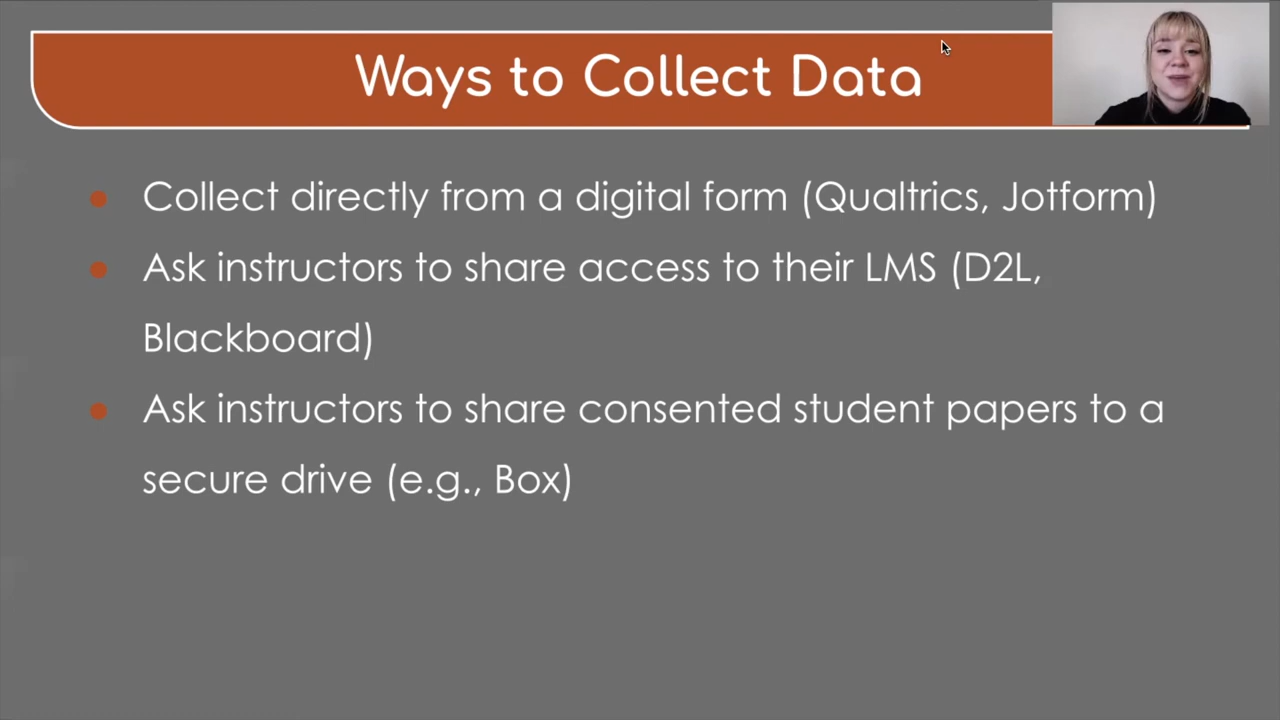 Ways to Collect Data
Collect directly from a digital form (Qualtrics, Jotform)
Ask instructors to share access to their LMS (D2L,
Blackboard)
Ask instructors to share consented student papers to a
secure drive (e.g., Box)